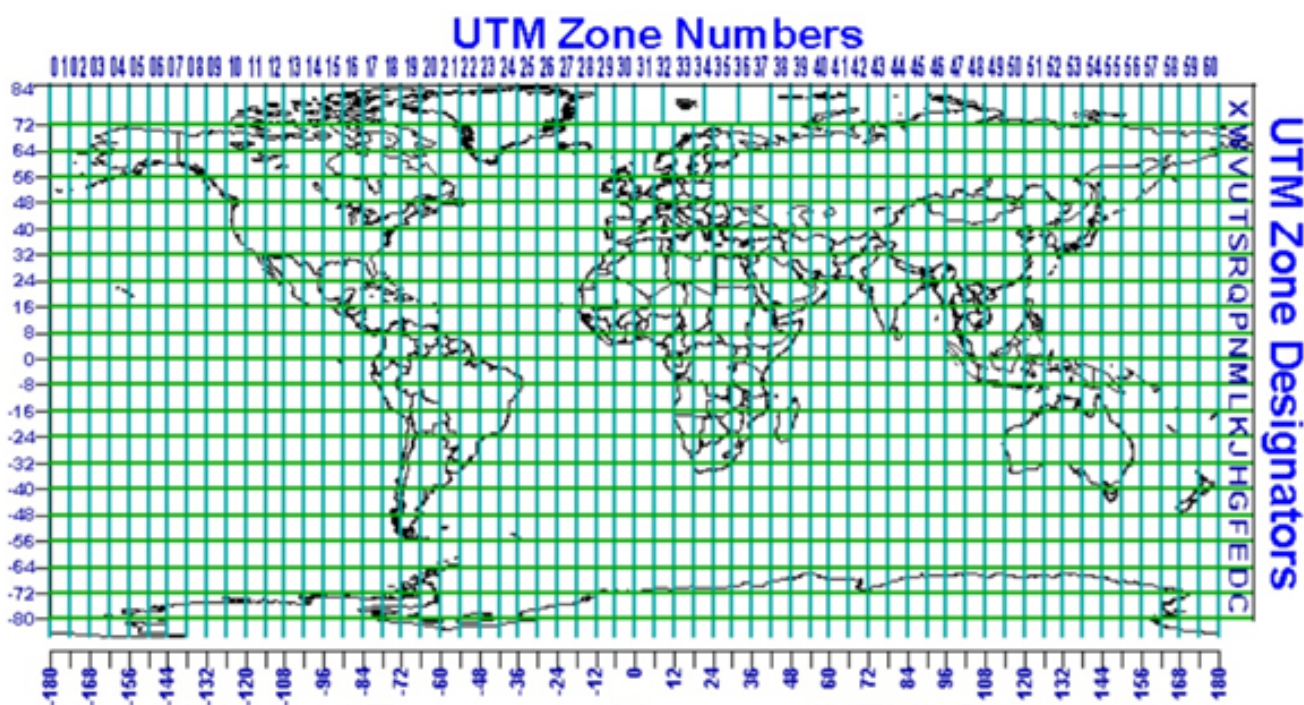 UTM Zone Numbers
01 02 03 04 05 06 07 08 09 10 11 12 13 14 15 16 17 18 19 20 21 22 23 24 25 26 27 28 29 30 31 32 33 34 35 36 37 38 39 40 41 42 43 44 45 46 47 48 49 50 51 52 53 54 55 56 57 58 59 60
84
72
64
56
48
40
32
24
16
8
0
-8
-16
-24
-32
-40
-48
-56
-64
-72
-80
X
W
V
U
T
S
R
Q
P
N
M
L
K
J
H
G
F
E
D
C
UTM Zone Designators
-180 -168 -156 -144 -132 -120 -108 -96 -84 -72 -60 -48 -36 -24 -12 0 12 24 36 48 60 72 84 96 108 120 132 144 156 168 180